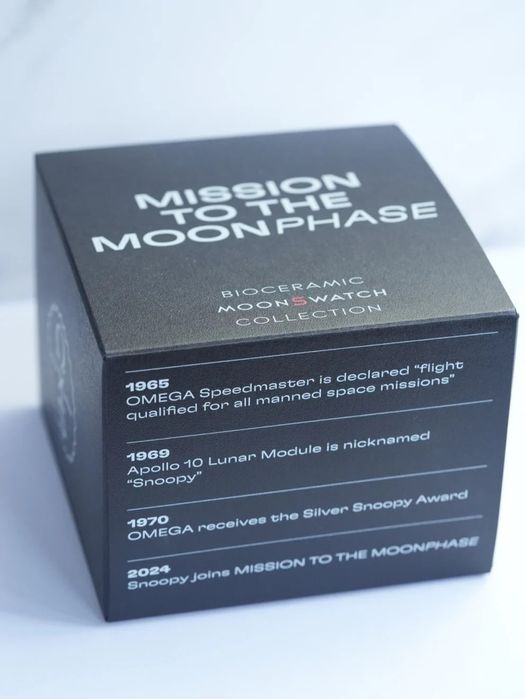 MISSION
TO THE
MOONPHASE
BIOCERAMIC
MOONSWATCH
COLLECTION
1965
OMEGA Speedmaster is declared “flight
qualified for all manned space missions”
1969
Apollo 10 Lunar Module is nicknamed
“Snoopy”
1970
OMEGA receives the Silver Snoopy Award
2024
Snoopy joins MISSION TO THE MOONPHASE